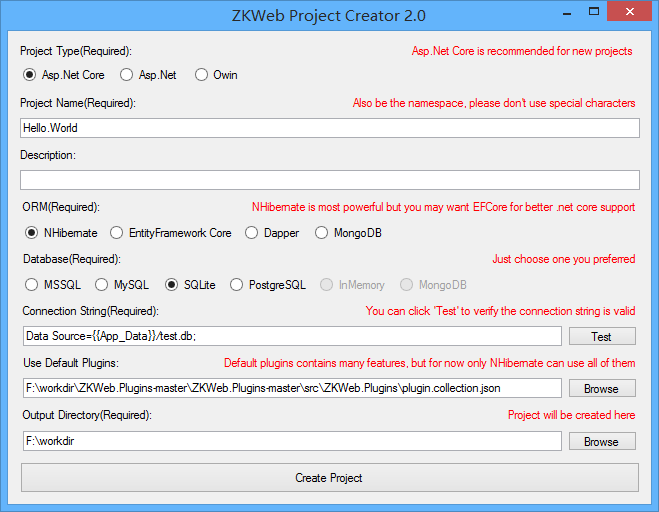 ZKWeb Project Creator 2.0
Project Type(Required): Asp.Net Core is recommended for new projects
Asp.Net Core Asp.Net Owin
Project Name(Required): Also be the namespace, please don't use special characters
Hello.World
Description:
ORM(Required): NHibernate is most powerful but you may want EFCore for better .net core support
NHibernate EntityFramework Core Dapper MongoDB
Database(Required): Just choose one you preferred
MSSQL MySQL SQLite PostgreSQL InMemory MongoDB
Connection String(Required): You can click 'Test' to verify the connection string is valid
Data Source={{App_Data}}/test.db; Test
Use Default Plugins: Default plugins contains many features, but for now only NHibernate can use all of them
F:\workdir\ZKWeb.Plugins-master\ZKWeb.Plugins-master\src\ZKWeb.Plugins\plugin.collection.json Browse
Output Directory(Required): Project will be created here
F:\workdir Browse
Create Project